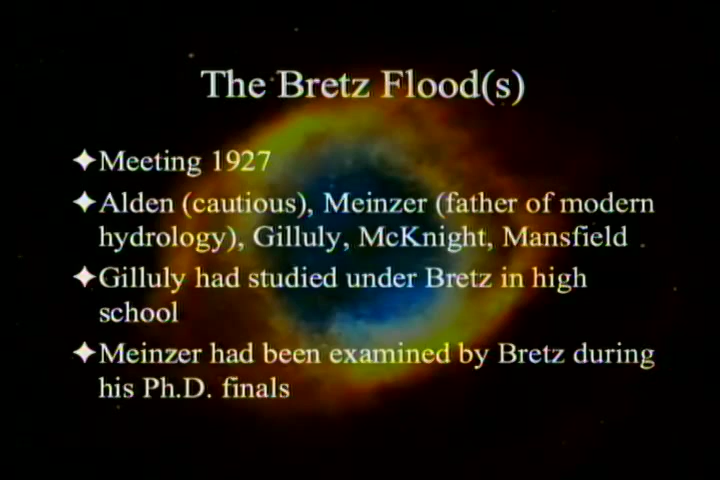 The Bretz Flood(s)
Meeting 1927
Alden (cautious), Meinzer (father of modern
hydrology), Gilluly, McKnight, Mansfield
Gilluly had studied under Bretz in high
school
Meinzer had been examined by Bretz during
his Ph.D. finals